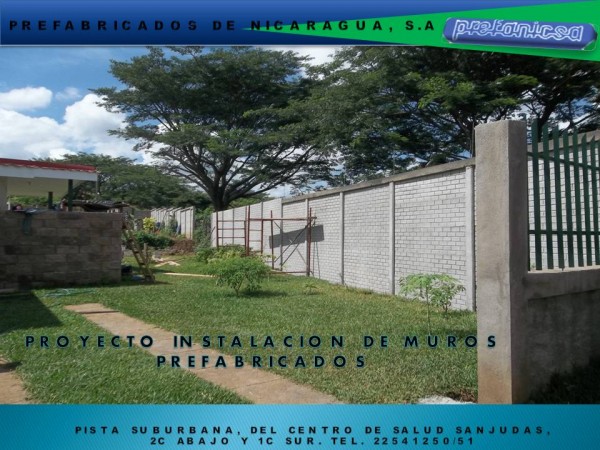 PREFABRICADOS DE NICARAGUA, S.A
prefanicsa
PROYECTO INSTALACION DE MUROS
PREFABRICADOS
PISTA SUBURBANA, DEL CENTRO DE SALUD SANJUDAS,
2C ABAJO Y 1C SUR. TEL. 22541250/51